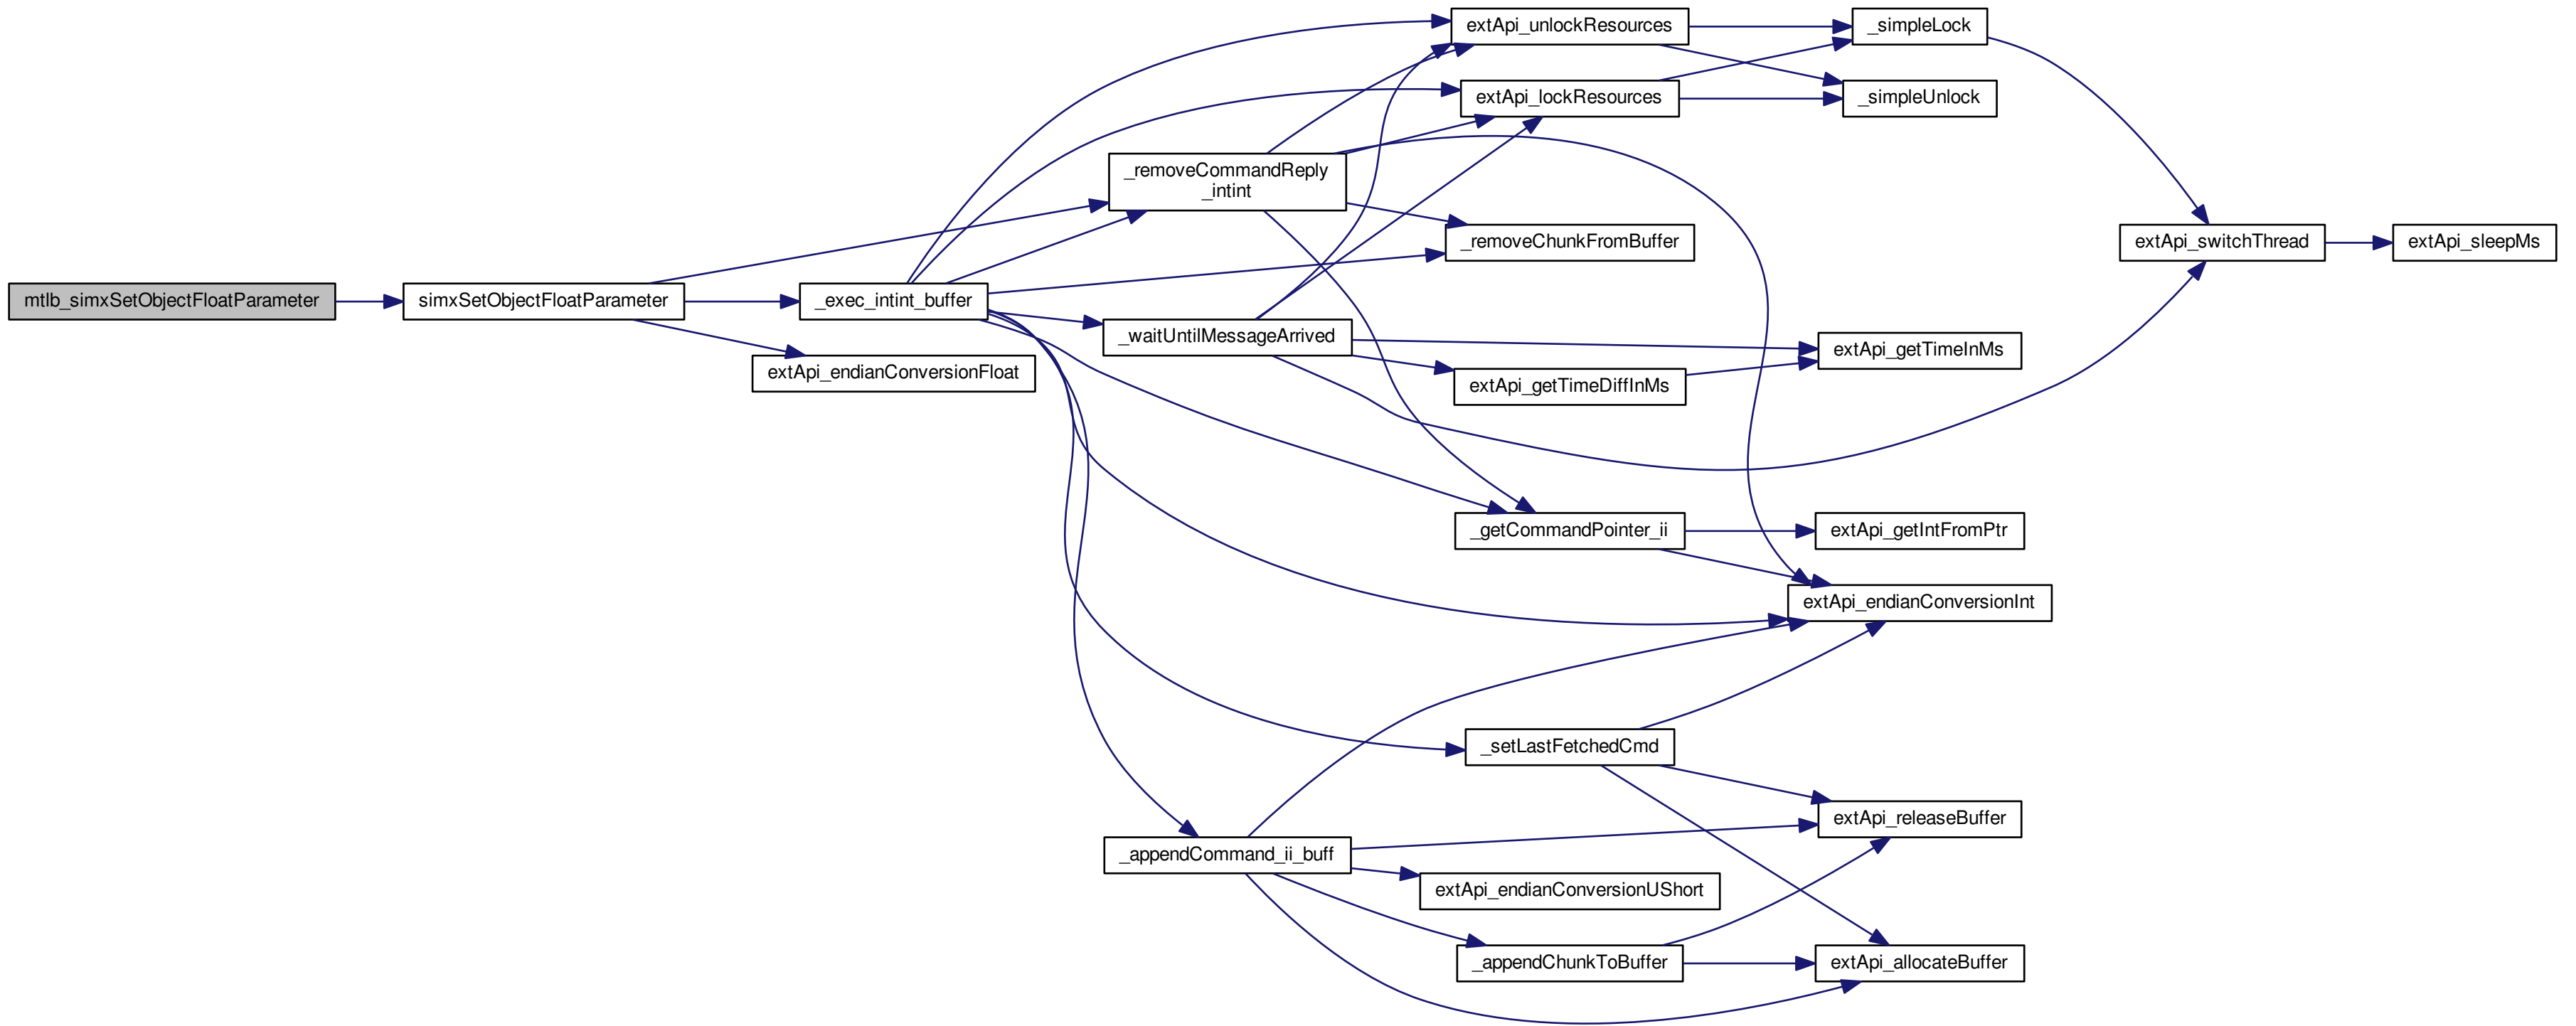 mtlb_simxSetObjectFloatParameter
simxSetObjectFloatParameter
_exec_intint_buffer
extApi_endianConversionFloat
_removeCommandReply
_intint
_waitUntilMessageArrived
_appendCommand_ii_buff
extApi_unlockResources
extApi_lockResources
_removeChunkFromBuffer
extApi_getTimeDiffInMs
_getCommandPointer_ii
_setLastFetchedCmd
extApi_endianConversionUShort
_appendChunkToBuffer
_simpleLock
_simpleUnlock
extApi_getTimeInMs
extApi_getIntFromPtr
extApi_endianConversionInt
extApi_releaseBuffer
extApi_allocateBuffer
extApi_switchThread
extApi_sleepMs